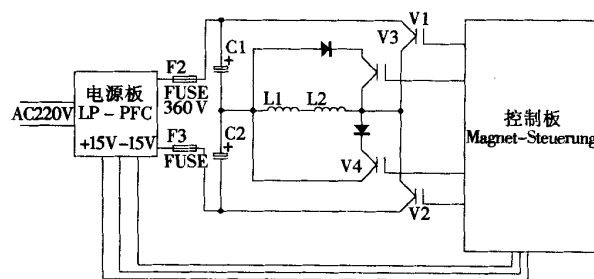 V1
V3
F2
C1
+
电源板
LP-PFC
+15V -15V
AC220V
FUSE
360V
L1
L2
F3
FUSE
C2
+
V4
V2
控制板
Magnet-Steuerung